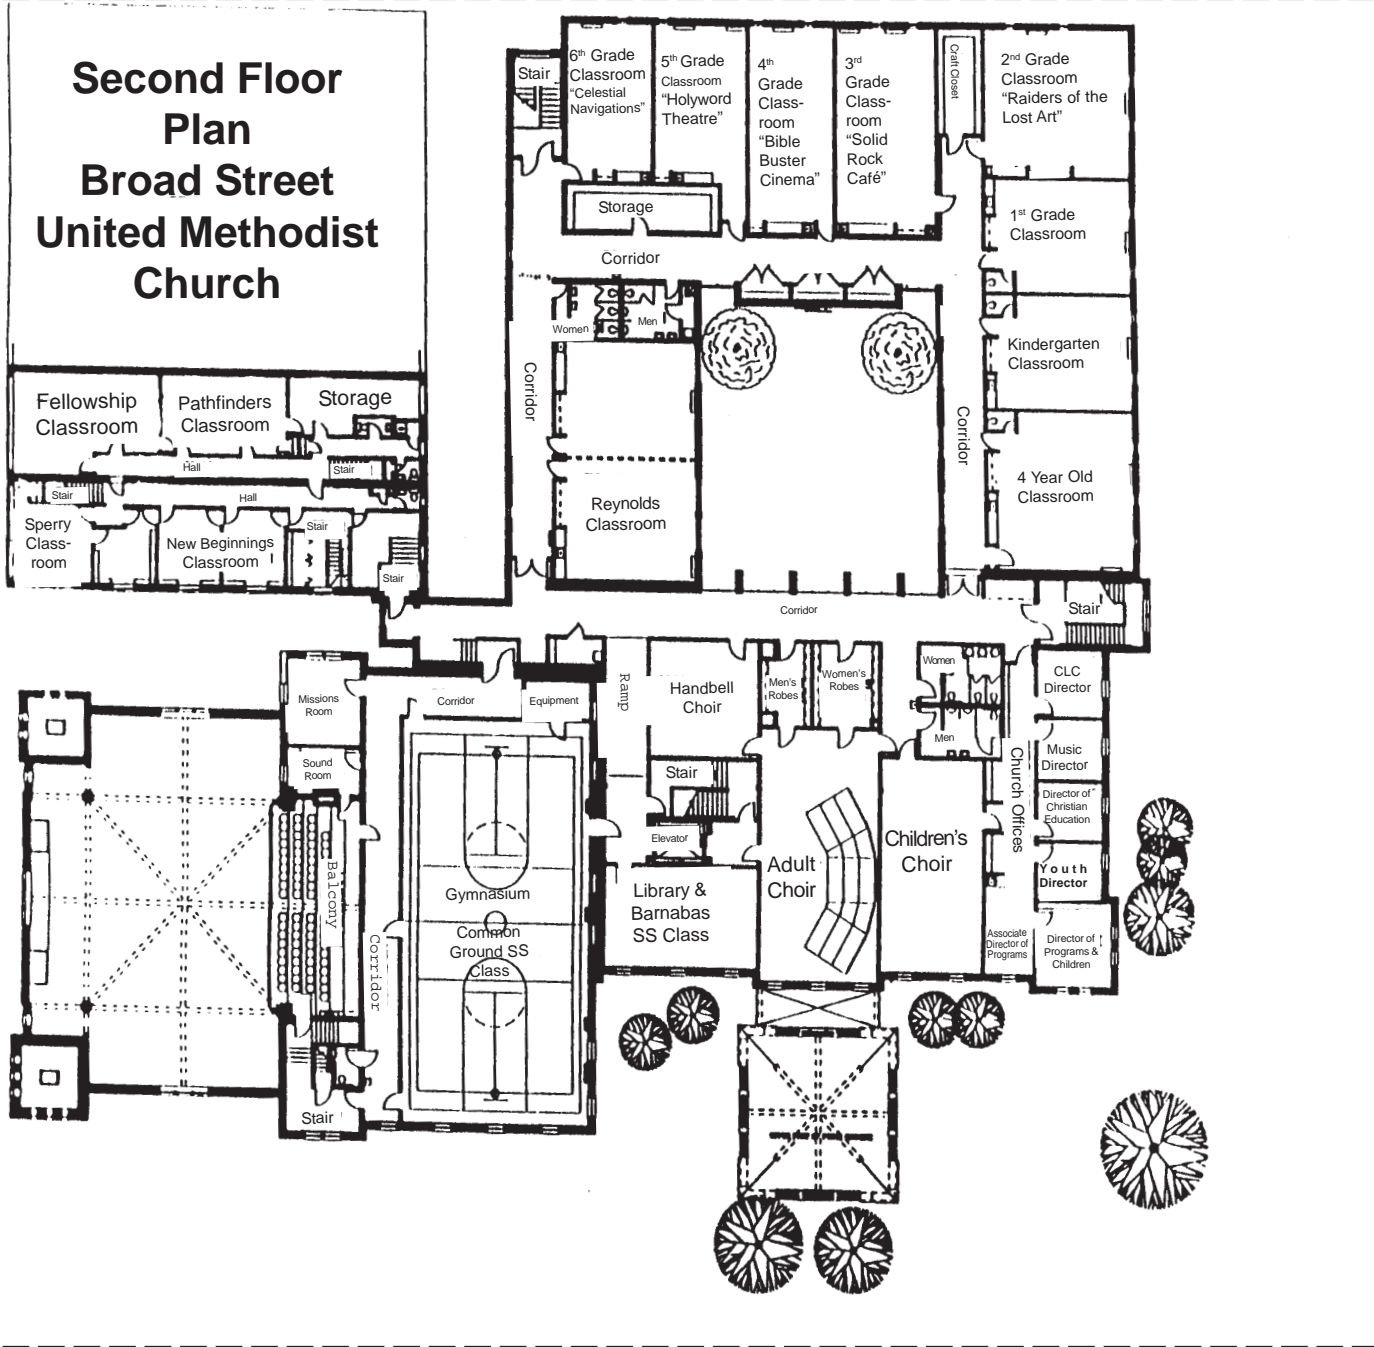 Second Floor
Plan
Broad Street
United Methodist
Church
Stair
6th Grade
Classroom
"Celestial
Navigations"
5th Grade
Classroom
"Holyword
Theatre"
4th
Grade
Class-
room
"Bible
Buster
Cinema"
3rd
Grade
Class-
room
"Solid
Rock
Café"
Craft Closet
2nd Grade
Classroom
"Raiders of the
Lost Art"
Storage
1st Grade
Classroom
Corridor
Women
Men
Kindergarten
Classroom
Corridor
Corridor
4 Year Old
Classroom
Reynolds
Classroom
Fellowship
Classroom
Pathfinders
Classroom
Storage
Hall
Stair
Stair
Hall
Sperry
Class-
room
New Beginnings
Classroom
Stair
Stair
Corridor
Stair
Missions
Room
Corridor
Equipment
Ramp
Handbell
Choir
Men's
Robes
Women's
Robes
Women
Men
CLC
Director
Music
Director
Church Offices
Director of
Christian
Education
Youth
Director
Associate
Director of
Programs
Director of
Programs &
Children
Sound
Room
Balcony
Corridor
Gymnasium
Common
Ground SS
Class
Stair
Elevator
Library &
Barnabas
SS Class
Adult
Choir
Children's
Choir
Stair